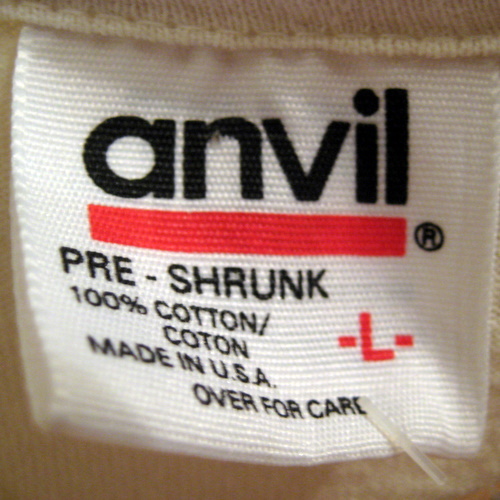 anvil
®
PRE - SHRUNK
100% COTTON/
COTON
-L-
MADE IN U.S.A.
OVER FOR CARE